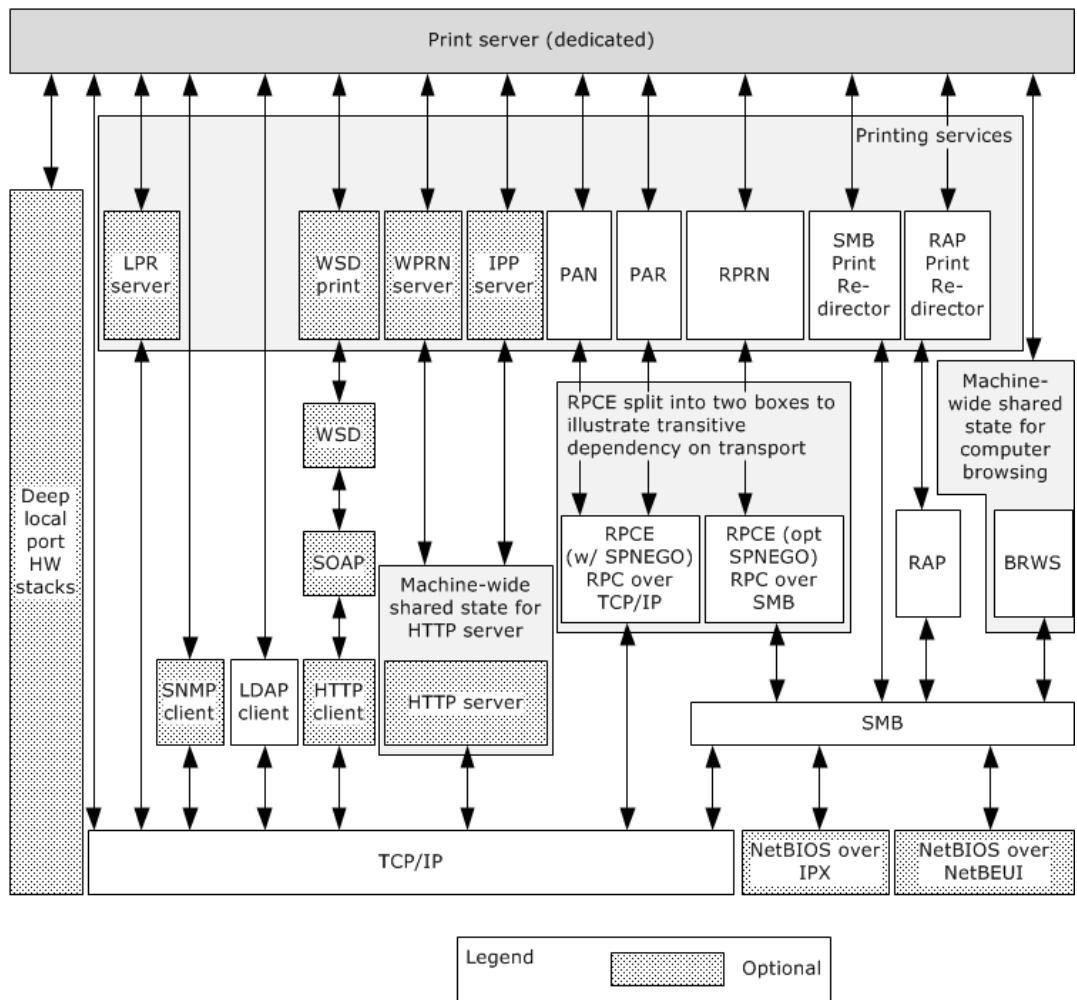 Print server (dedicated)
Printing services
LPR
server
WSD
print
WPRN
server
IPP
server
PAN
PAR
RPRN
SMB
Print
Re-
director
RAP
Print
Re-
director
Deep
local
port
HW
stacks
WSD
SOAP
RPCE split into two boxes to
illustrate transitive
dependency on transport
RPCE
(w/ SPNEGO)
RPC over
TCP/IP
RPCE (opt
SPNEGO)
RPC over
SMB
Machine-
wide shared
state for
computer
browsing
RAP
BRWS
Machine-wide
shared state for
HTTP server
SNMP
client
LDAP
client
HTTP
client
HTTP server
SMB
TCP/IP
NetBIOS over
IPX
NetBIOS over
NetBEUI
Legend
Optional